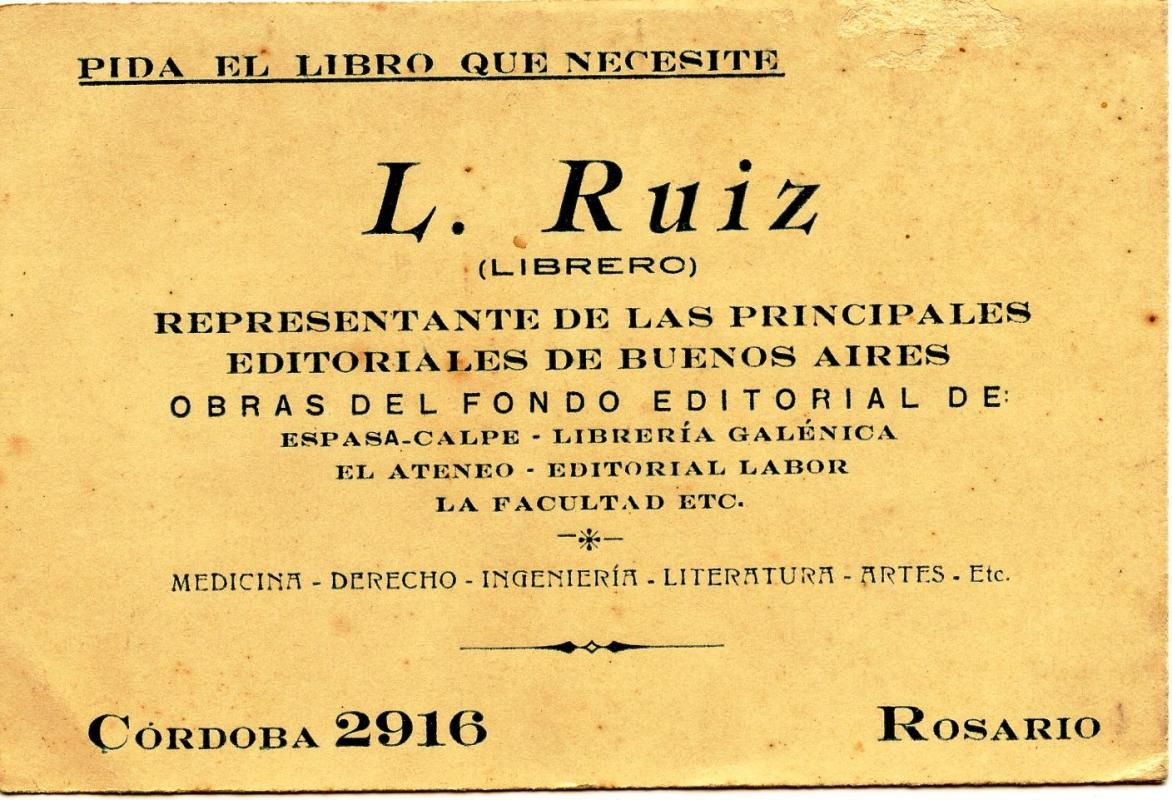 PIDA EL LIBRO QUE NECESITE
L. Ruiz
(LIBRERO)
REPRESENTANTE DE LAS PRINCIPALES
EDITORIALES DE BUENOS AIRES
OBRAS DEL FONDO EDITORIAL DE:
ESPASA-CALPE - LIBRERÍA GALÉNICA
EL ATENEO - EDITORIAL LABOR
LA FACULTAD ETC.
MEDICINA - DERECHO - INGENIERÍA - LITERATURA - ARTES - Etc.
CÓRDOBA 2916
ROSARIO